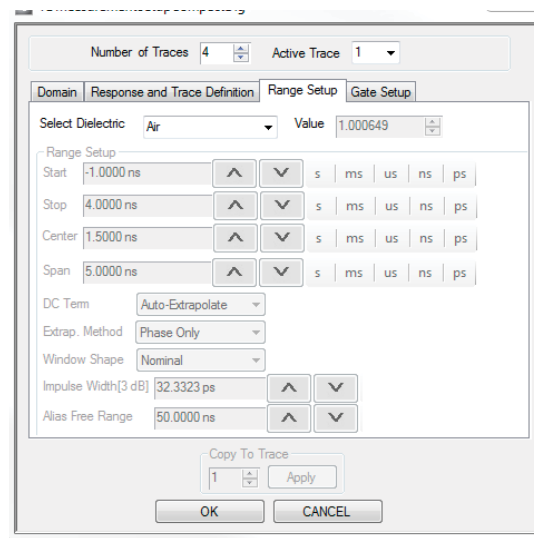 Number of Traces 4 Active Trace 1
Domain Response and Trace Definition Range Setup Gate Setup
Select Dielectric Air Value 1.000649
Range Setup
Start -1.0000 ns s ms us ns ps
Stop 4.0000 ns s ms us ns ps
Center 1.5000 ns s ms us ns ps
Span 5.0000 ns s ms us ns ps
DC Term Auto-Extrapolate
Extrap. Method Phase Only
Window Shape Nominal
Impulse Width[3 dB] 32.3323 ps
Alias Free Range 50.0000 ns
Copy To Trace
1 Apply
OK CANCEL